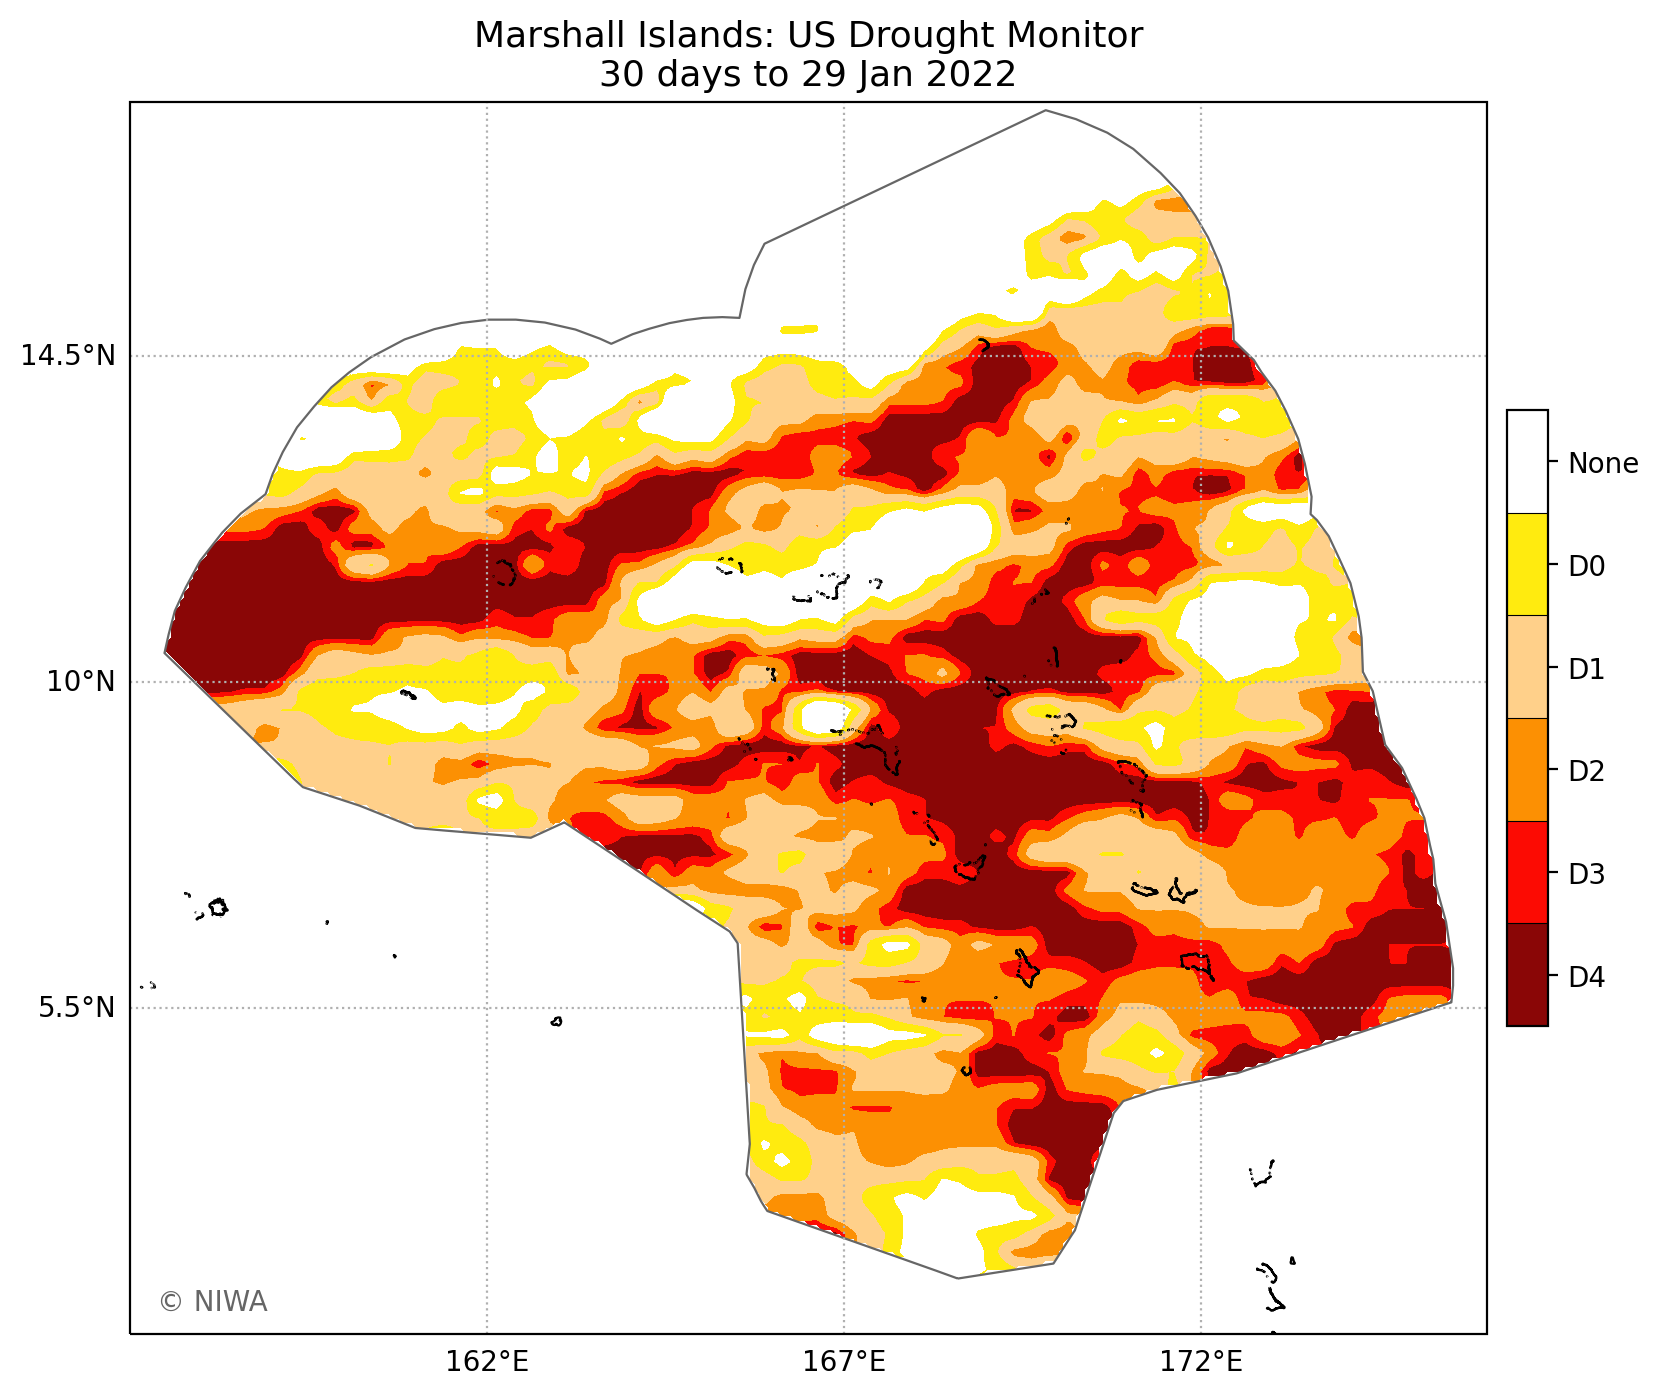 Marshall Islands: US Drought Monitor
30 days to 29 Jan 2022
14.5°N
10°N
5.5°N
162°E
167°E
172°E
None
D0
D1
D2
D3
D4
© NIWA